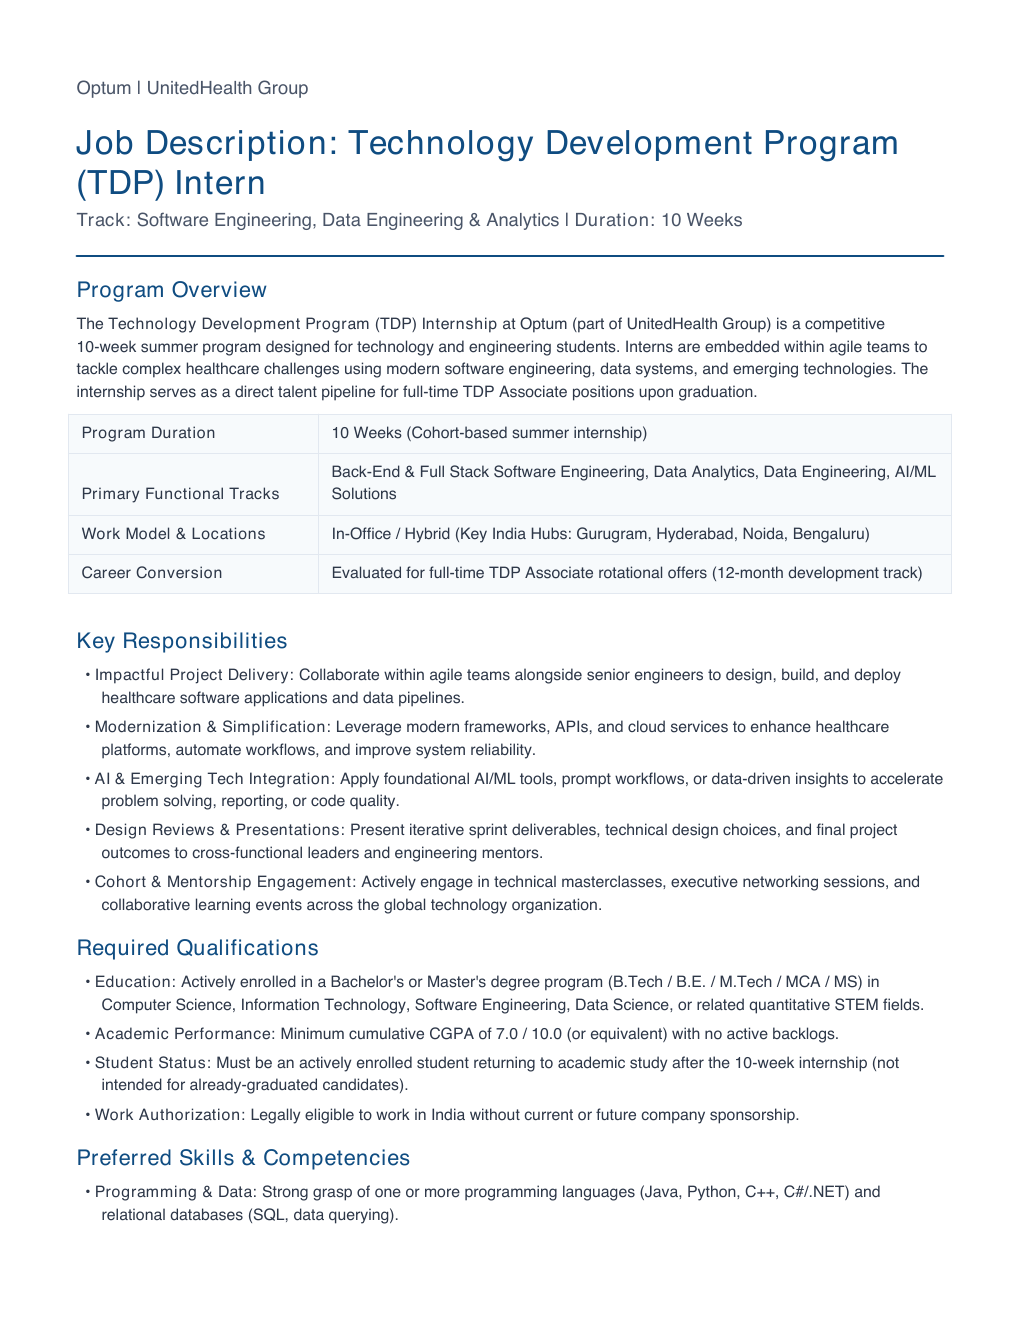 Optum | UnitedHealth Group
Job Description: Technology Development Program
(TDP) Intern
Track: Software Engineering, Data Engineering & Analytics | Duration: 10 Weeks
Program Overview
The Technology Development Program (TDP) Internship at Optum (part of UnitedHealth Group) is a competitive
10-week summer program designed for technology and engineering students. Interns are embedded within agile teams to
tackle complex healthcare challenges using modern software engineering, data systems, and emerging technologies. The
internship serves as a direct talent pipeline for full-time TDP Associate positions upon graduation.
Program Duration 10 Weeks (Cohort-based summer internship)
Primary Functional Tracks Back-End & Full Stack Software Engineering, Data Analytics, Data Engineering, AI/ML
Solutions
Work Model & Locations In-Office / Hybrid (Key India Hubs: Gurugram, Hyderabad, Noida, Bengaluru)
Career Conversion Evaluated for full-time TDP Associate rotational offers (12-month development track)
Key Responsibilities
• Impactful Project Delivery: Collaborate within agile teams alongside senior engineers to design, build, and deploy
healthcare software applications and data pipelines.
• Modernization & Simplification: Leverage modern frameworks, APIs, and cloud services to enhance healthcare
platforms, automate workflows, and improve system reliability.
• AI & Emerging Tech Integration: Apply foundational AI/ML tools, prompt workflows, or data-driven insights to accelerate
problem solving, reporting, or code quality.
• Design Reviews & Presentations: Present iterative sprint deliverables, technical design choices, and final project
outcomes to cross-functional leaders and engineering mentors.
• Cohort & Mentorship Engagement: Actively engage in technical masterclasses, executive networking sessions, and
collaborative learning events across the global technology organization.
Required Qualifications
• Education: Actively enrolled in a Bachelor's or Master's degree program (B.Tech / B.E. / M.Tech / MCA / MS) in
Computer Science, Information Technology, Software Engineering, Data Science, or related quantitative STEM fields.
• Academic Performance: Minimum cumulative CGPA of 7.0 / 10.0 (or equivalent) with no active backlogs.
• Student Status: Must be an actively enrolled student returning to academic study after the 10-week internship (not
intended for already-graduated candidates).
• Work Authorization: Legally eligible to work in India without current or future company sponsorship.
Preferred Skills & Competencies
• Programming & Data: Strong grasp of one or more programming languages (Java, Python, C++, C#/.NET) and
relational databases (SQL, data querying).